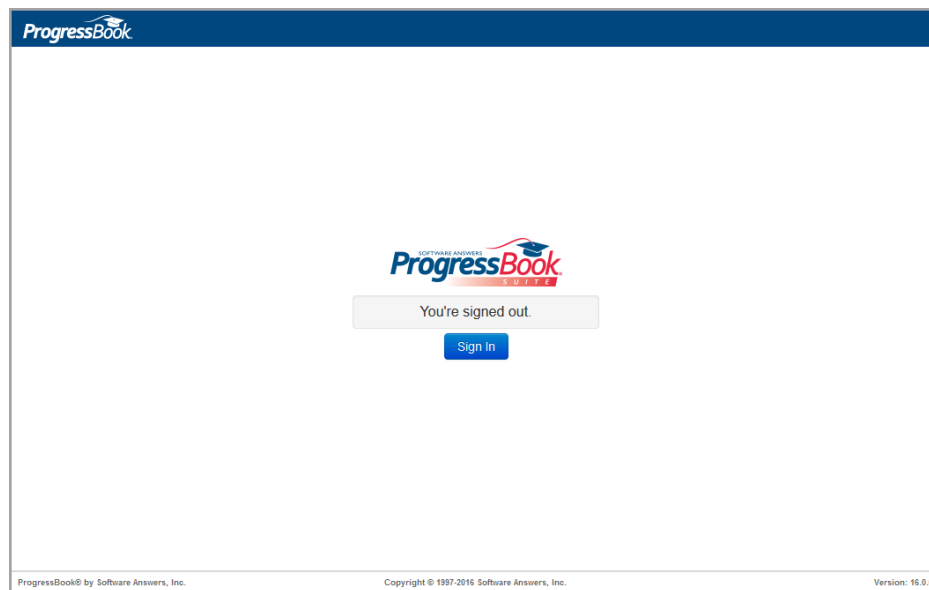 ProgressBook.
SOFTWARE ANSWERS
ProgressBook.
SUITE
You're signed out.
Sign In
ProgressBook® by Software Answers, Inc.
Copyright © 1997-2016 Software Answers, Inc.
Version: 16.0.